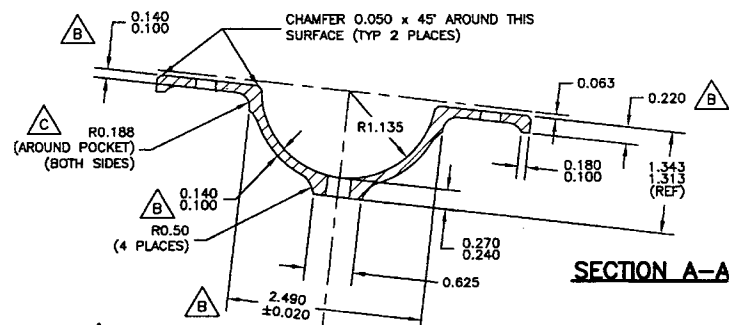 B
0.140
0.100
CHAMFER 0.050 x 45° AROUND THIS
SURFACE (TYP 2 PLACES)
0.063
0.220
B
C
R0.188
(AROUND POCKET)
(BOTH SIDES)
R1.135
0.180
0.100
1.343
1.313
(REF)
0.140
0.100
B
R0.50
(4 PLACES)
0.270
0.240
0.625
SECTION A-A
B
2.490
±0.020